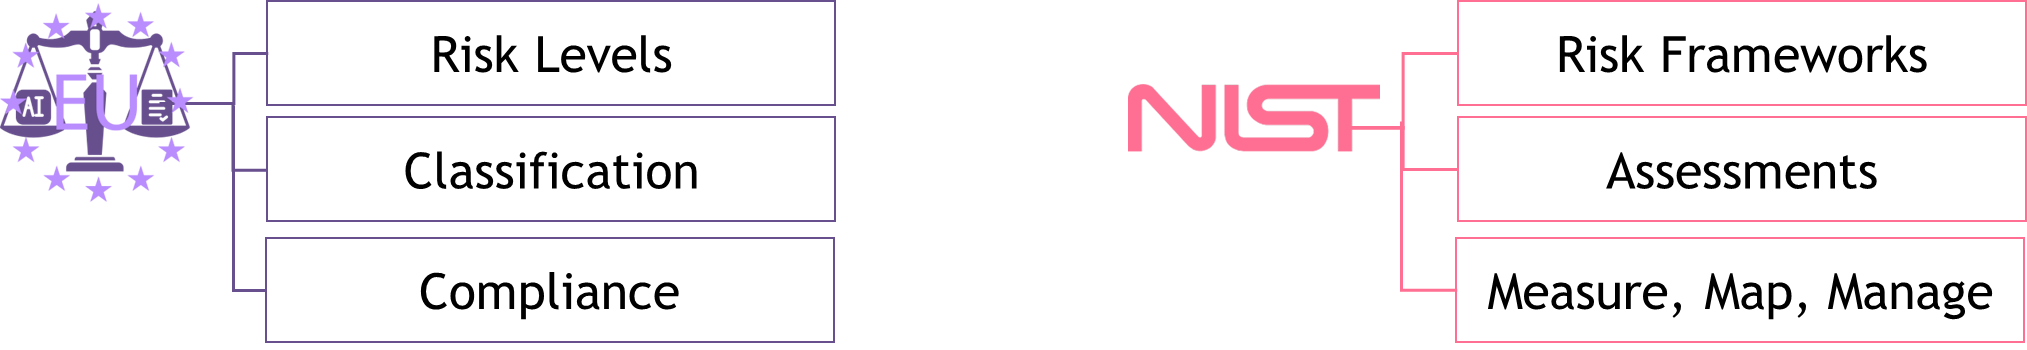 AI
EU
Risk Levels
Classification
Compliance
NIST
Risk Frameworks
Assessments
Measure, Map, Manage